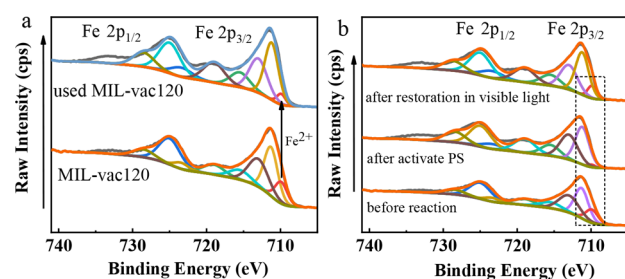 a
Fe 2p1/2
Fe 2p3/2
used MIL-vac120
Fe2+
MIL-vac120
Raw Intensity (cps)
740 730 720 710
Binding Energy (eV)
b
Fe 2p1/2
Fe 2p3/2
after restoration in visible light
after activate PS
before reaction
Raw Intensity (cps)
740 730 720 710
Binding Energy (eV)